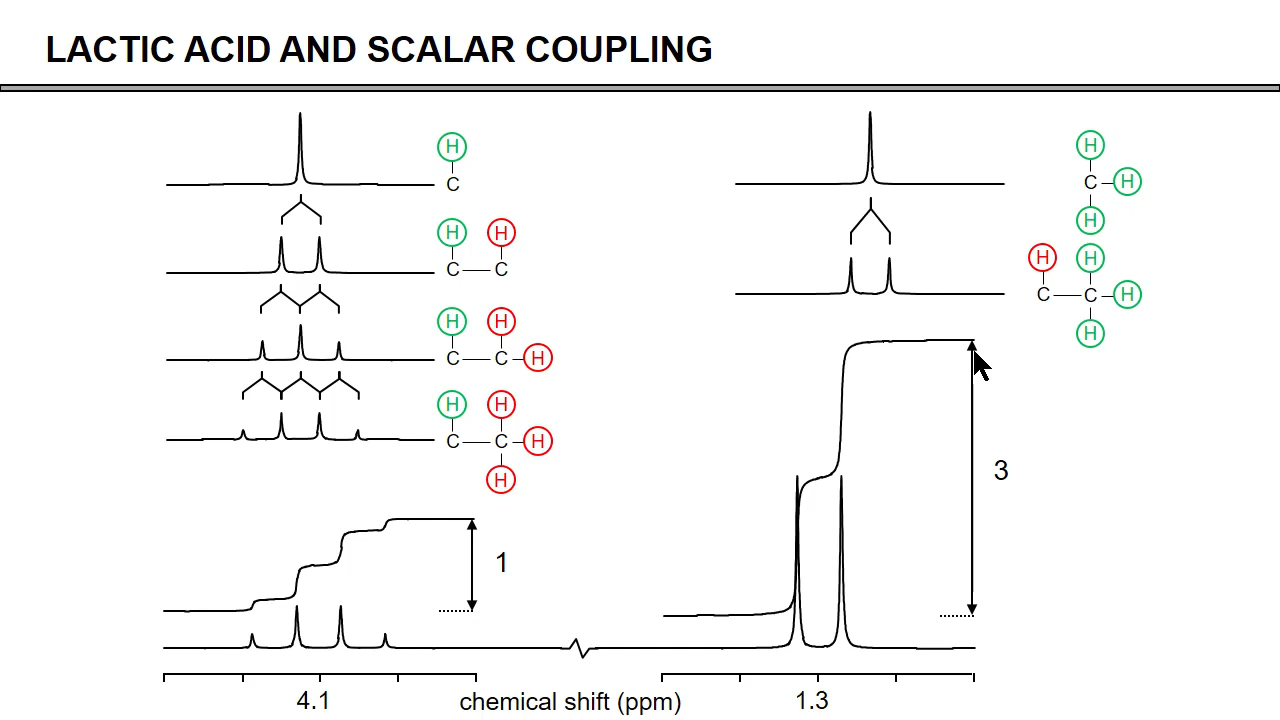 LACTIC ACID AND SCALAR COUPLING
H
C
H H
C C
H H
C C H
H H
C C H
H
H
C H
H
H H
C C H
H
1
3
4.1 chemical shift (ppm) 1.3